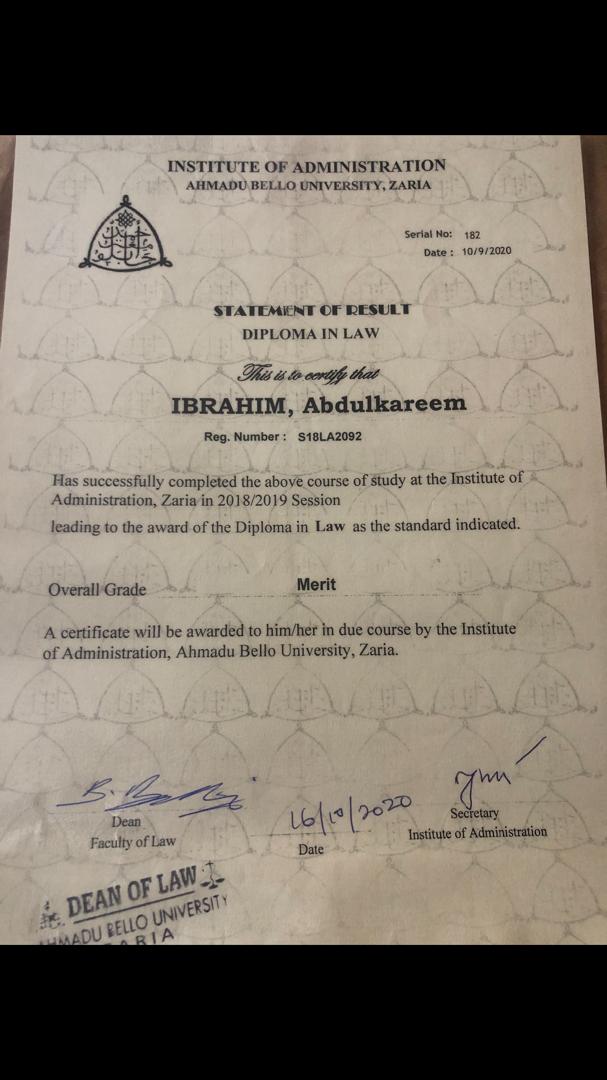 INSTITUTE OF ADMINISTRATION
AHMADU BELLO UNIVERSITY, ZARIA
Serial No: 182
Date : 10/9/2020
STATEMENT OF RESULT
DIPLOMA IN LAW
This is to certify that
IBRAHIM, Abdulkareem
Reg. Number : S18LA2092
Has successfully completed the above course of study at the Institute of
Administration, Zaria in 2018/2019 Session
leading to the award of the Diploma in Law as the standard indicated.
Overall Grade Merit
A certificate will be awarded to him/her in due course by the Institute
of Administration, Ahmadu Bello University, Zaria.
16/10/2020
Dean
Faculty of Law
Date
Secretary
Institute of Administration
DEAN OF LAW
AHMADU BELLO UNIVERSITY
ZARIA